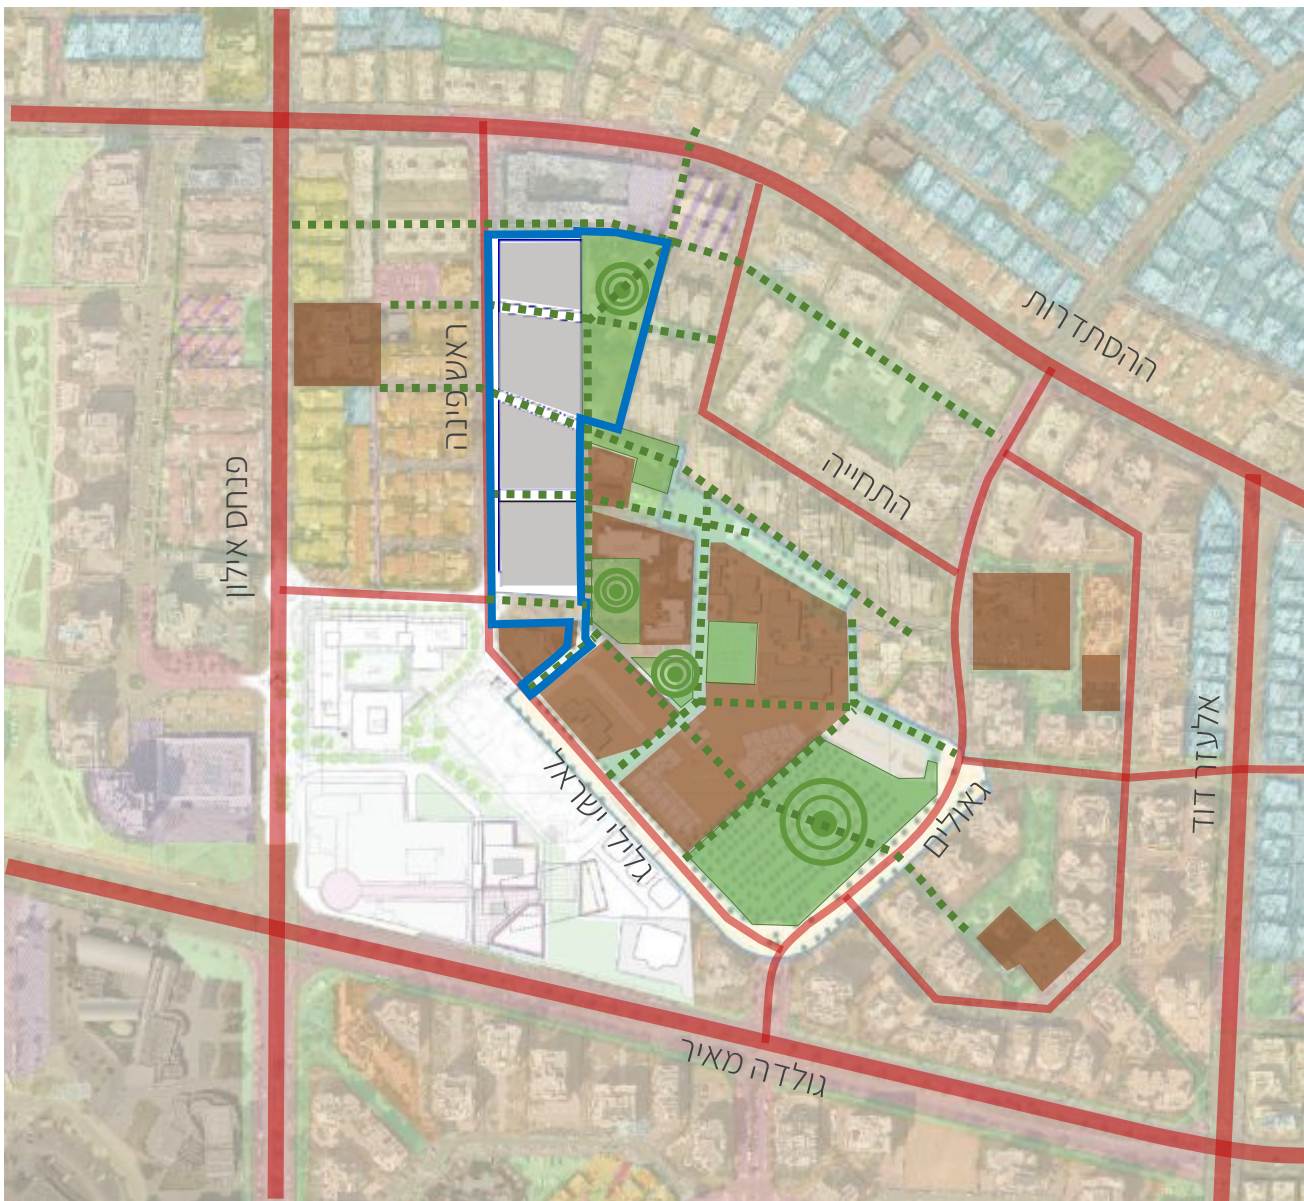 ההסתדרות
ראשפינה
התחייה
פנחס אילון
אלעזר דוד
גאולים
גלילי ישראל
גולדה מאיר